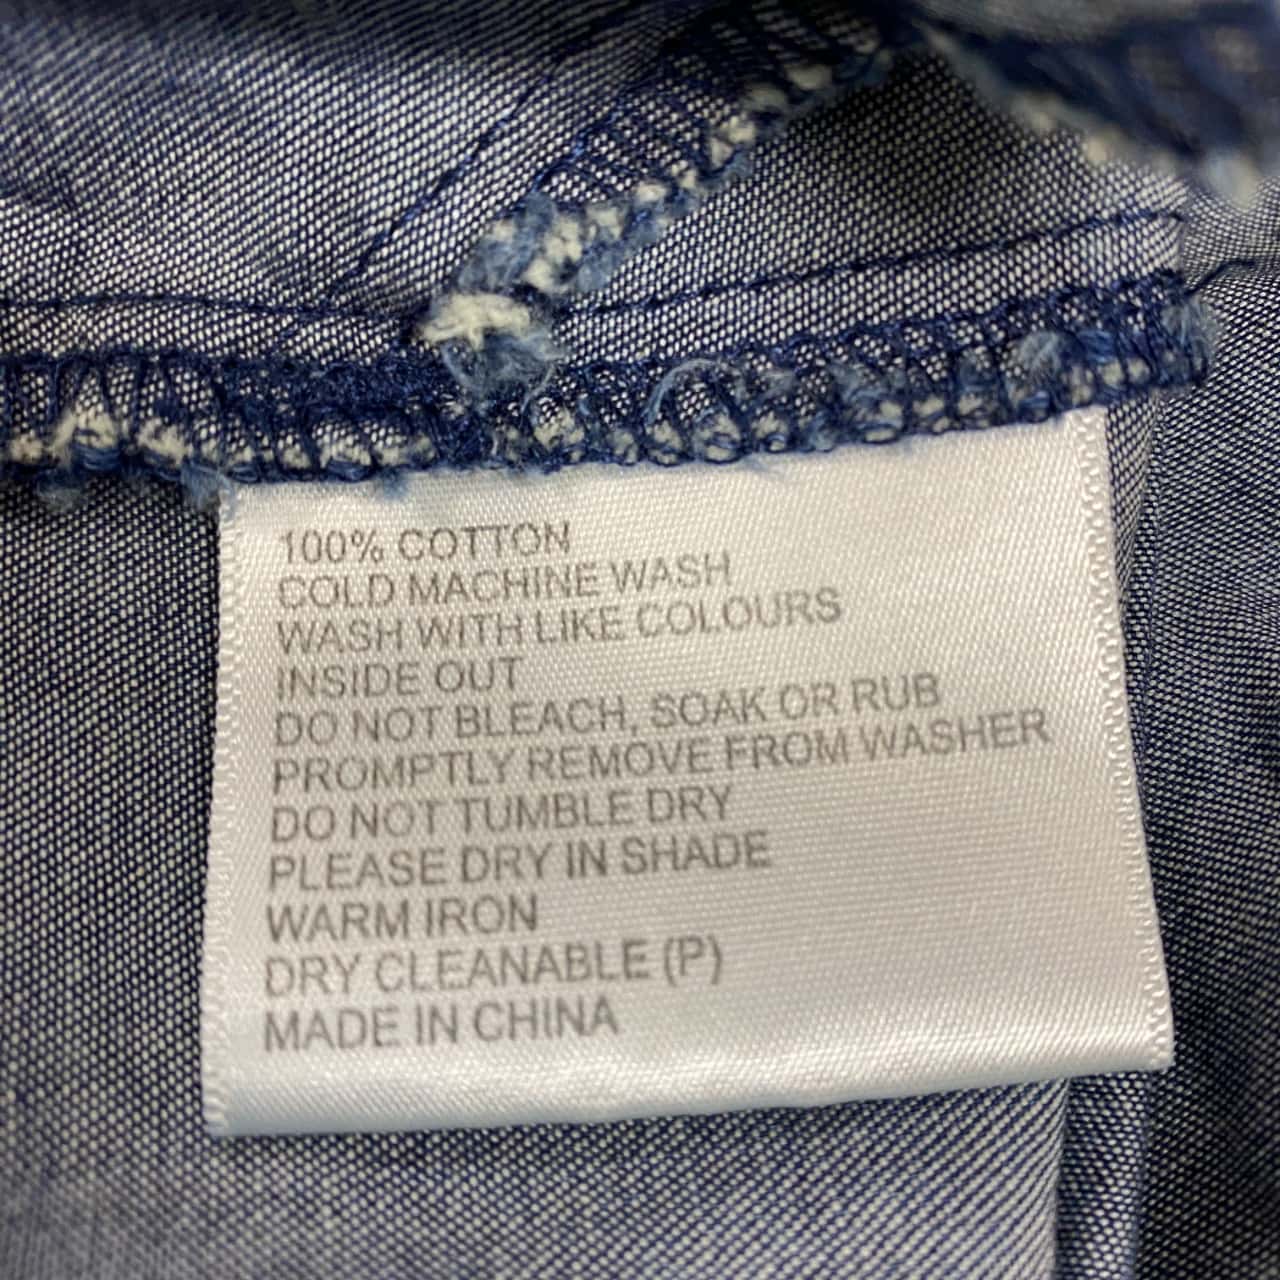 100% COTTON
COLD MACHINE WASH
WASH WITH LIKE COLOURS
INSIDE OUT
DO NOT BLEACH, SOAK OR RUB
PROMPTLY REMOVE FROM WASHER
DO NOT TUMBLE DRY
PLEASE DRY IN SHADE
WARM IRON
DRY CLEANABLE (P)
MADE IN CHINA